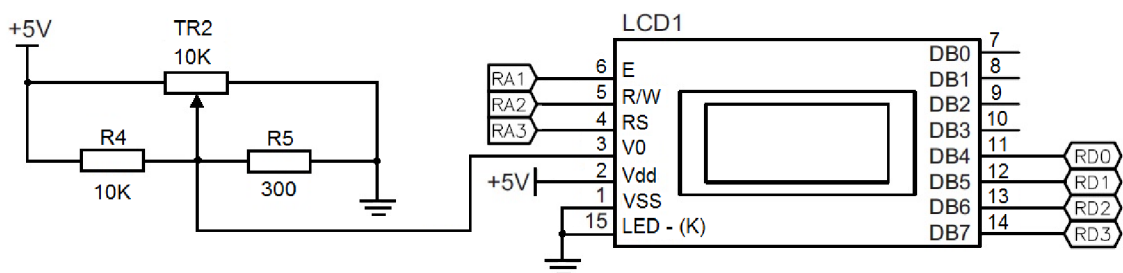 +5V
TR2
10K
R4
10K
R5
300
LCD1
RA1
RA2
RA3
+5V
6 E
5 R/W
4 RS
3 V0
2 Vdd
1 VSS
15 LED - (K)
DB0 7
DB1 8
DB2 9
DB3 10
DB4 11 RD0
DB5 12 RD1
DB6 13 RD2
DB7 14 RD3